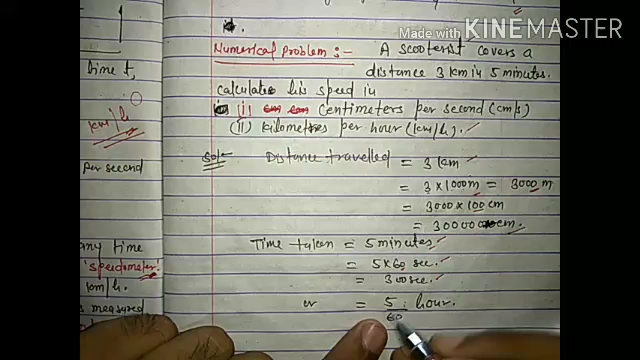 Made with KINEMASTER
Numerical problem :- A scooterist covers a
distance 3 km in 5 minutes.
calculate his speed in
(i) Centimeters per second (cm/s)
(ii) kilometres per hour (km/h).
Soln Distance travelled = 3 km
= 3 × 1000 m = 3000 m
= 3000 × 100 cm
= 300000 cm.
Time taken = 5 minutes
= 5×60 sec.
= 300 sec.
or = 5/60 hour.
time t,
km/h
per second
any time
'speedometer'
km/h.
s measured